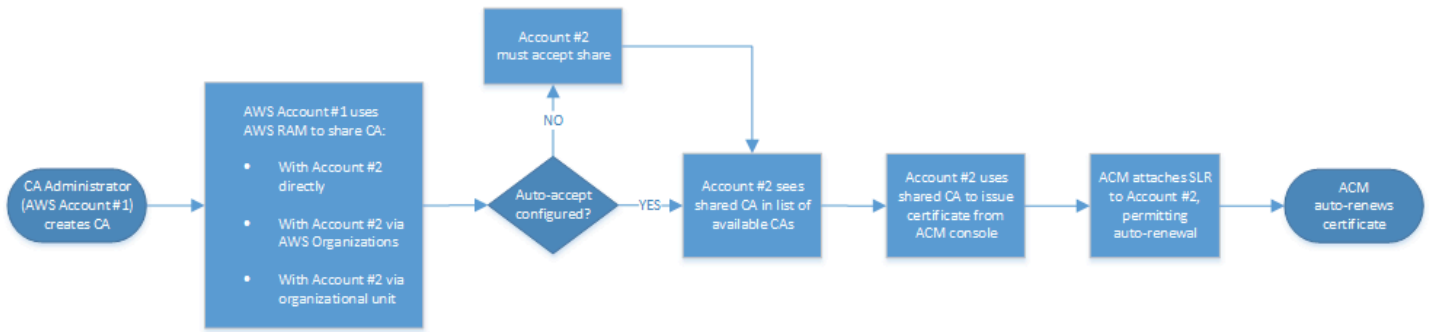 CA Administrator
(AWS Account #1)
creates CA
AWS Account #1 uses
AWS RAM to share CA:
• With Account #2
directly
• With Account #2 via
AWS Organizations
• With Account #2 via
organizational unit
Auto-accept
configured?
NO
Account #2
must accept share
YES
Account #2 sees
shared CA in list of
available CAs
Account #2 uses
shared CA to issue
certificate from
ACM console
ACM attaches SLR
to Account #2,
permitting
auto-renewal
ACM
auto-renews
certificate